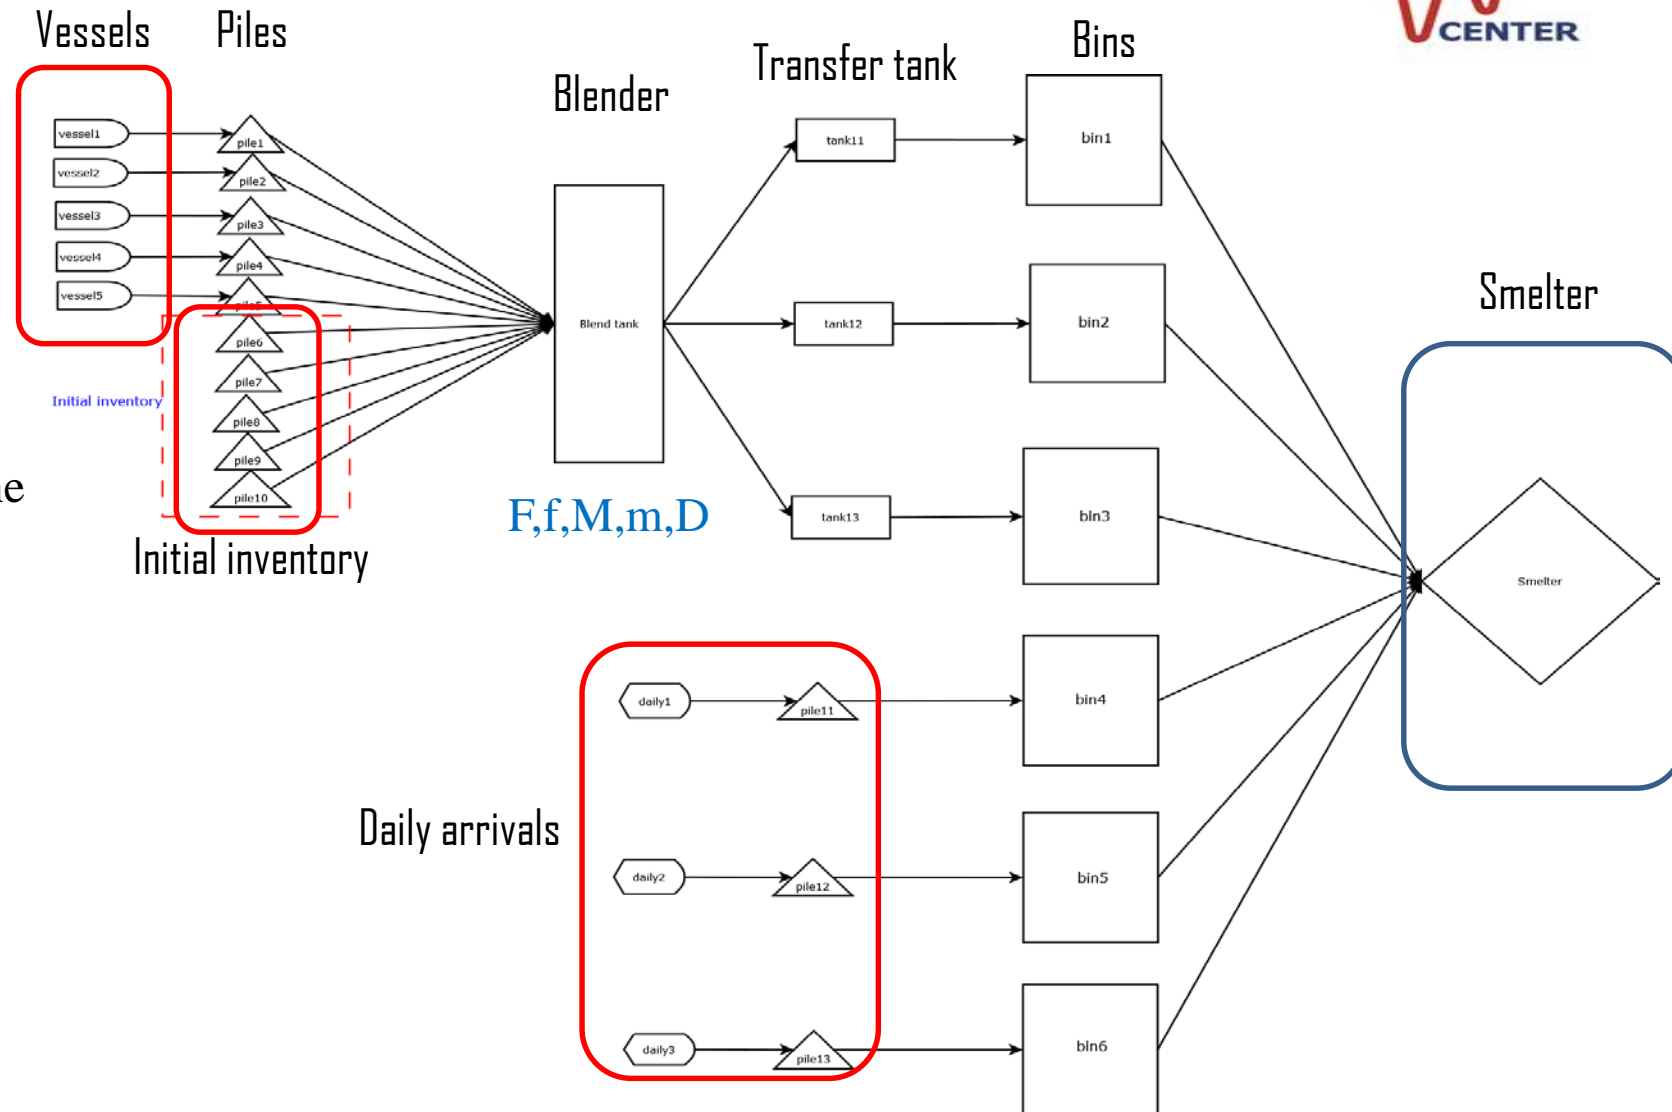 CENTER
Vessels
Piles
Blender
Transfer tank
Bins
Smelter
vessel1
vessel2
vessel3
vessel4
vessel5
pile1
pile2
pile3
pile4
pile5
pile6
pile7
pile8
pile9
pile10
Initial inventory
Initial inventory
Blend tank
F,f,M,m,D
tank11
tank12
tank13
bin1
bin2
bin3
bin4
bin5
bin6
Smelter
Daily arrivals
daily1
daily2
daily3
pile11
pile12
pile13